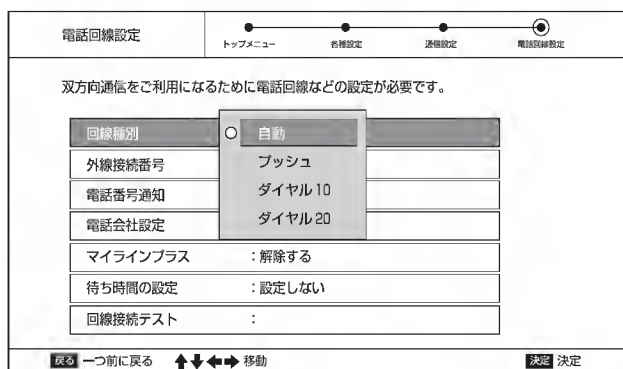 電話回線設定
トップメニュー 各種設定 通信設定 電話回線設定
双方向通信をご利用になるために電話回線などの設定が必要です。
回線種別 自動
外線接続番号 プッシュ
電話番号通知 ダイヤル10
電話会社設定 ダイヤル20
マイラインプラス :解除する
待ち時間の設定 :設定しない
回線接続テスト :
戻る 一つ前に戻る 移動 決定 決定